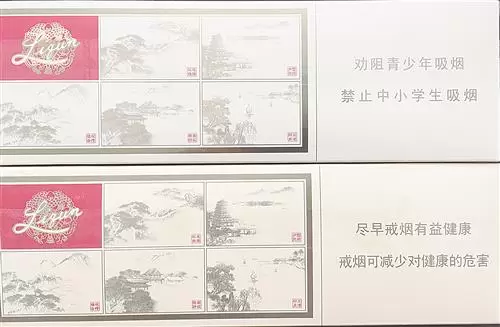 Liqun
劝阻青少年吸烟
禁止中小学生吸烟
Liqun
尽早戒烟有益健康
戒烟可减少对健康的危害